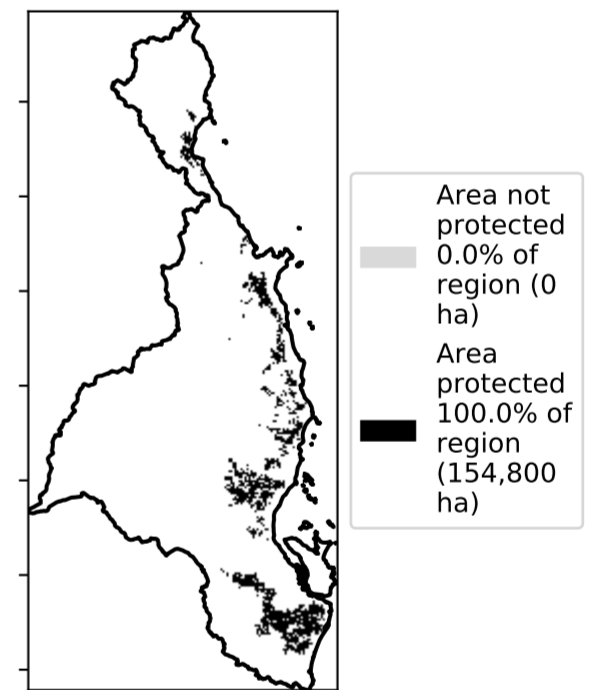 Area not
protected
0.0% of
region (0
ha)
Area
protected
100.0% of
region
(154,800
ha)